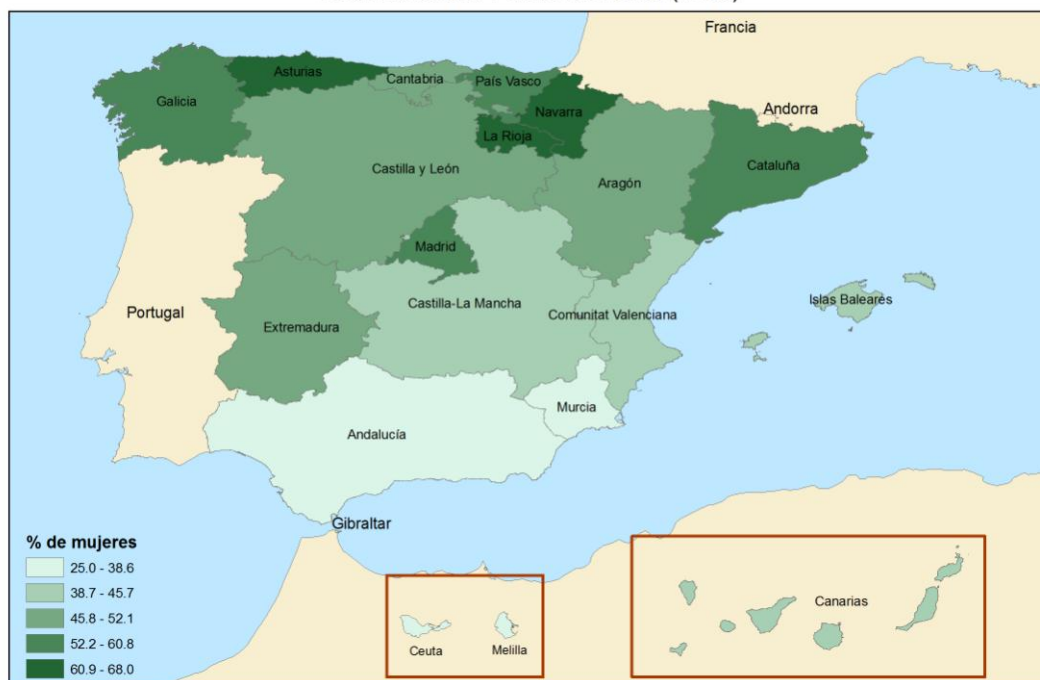 Francia
Asturias
Cantabria
País Vasco
Galicia
Navarra
Andorra
La Rioja
Castilla y León
Aragón
Cataluña
Madrid
Islas Baleares
Castilla-La Mancha
Comunitat Valenciana
Portugal
Extremadura
Murcia
Andalucía
Gibraltar
% de mujeres
25.0 - 38.6
38.7 - 45.7
45.8 - 52.1
52.2 - 60.8
60.9 - 68.0
Ceuta
Melilla
Canarias